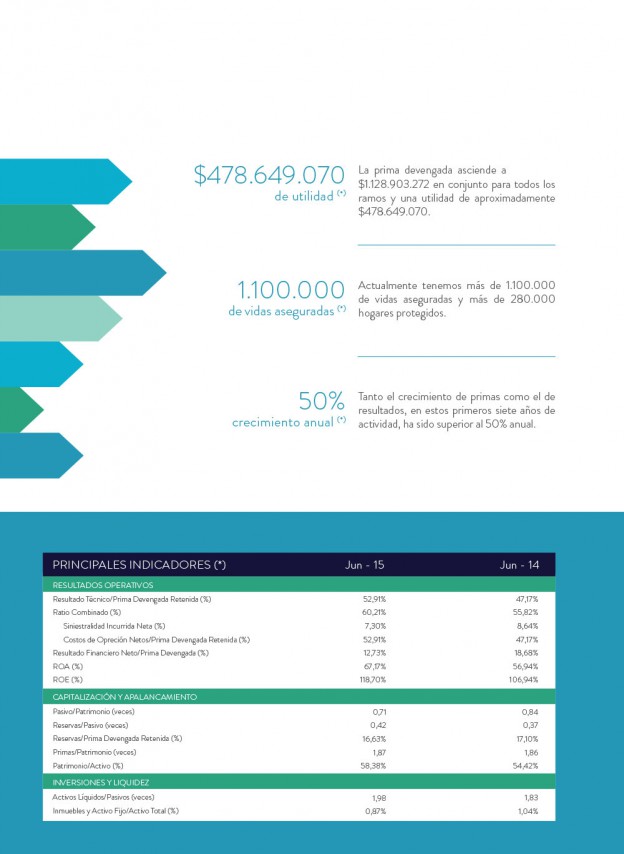 $478.649.070
de utilidad (*)
La prima devengada asciende a
$1.128.903.272 en conjunto para todos los
ramos y una utilidad de aproximadamente
$478.649.070.
1.100.000
de vidas aseguradas (*)
Actualmente tenemos más de 1.100.000
de vidas aseguradas y más de 280.000
hogares protegidos.
50%
crecimiento anual (*)
Tanto el crecimiento de primas como el de
resultados, en estos primeros siete años de
actividad, ha sido superior al 50% anual.
PRINCIPALES INDICADORES (*) Jun - 15 Jun - 14
RESULTADOS OPERATIVOS
Resultado Técnico/Prima Devengada Retenida (%) 52,91% 47,17%
Ratio Combinado (%) 60,21% 55,82%
Siniestralidad Incurrida Neta (%) 7,30% 8,64%
Costos de Opreción Netos/Prima Devengada Retenida (%) 52,91% 47,17%
Resultado Financiero Neto/Prima Devengada (%) 12,73% 18,68%
ROA (%) 67,17% 56,94%
ROE (%) 118,70% 106,94%
CAPITALIZACIÓN Y APALANCAMIENTO
Pasivo/Patrimonio (veces) 0,71 0,84
Reservas/Pasivo (veces) 0,42 0,37
Reservas/Prima Devengada Retenida (%) 16,63% 17,10%
Primas/Patrimonio (veces) 1,87 1,86
Patrimonio/Activo (%) 58,38% 54,42%
INVERSIONES Y LIQUIDEZ
Activos Líquidos/Pasivos (veces) 1,98 1,83
Inmuebles y Activo Fijo/Activo Total (%) 0,87% 1,04%